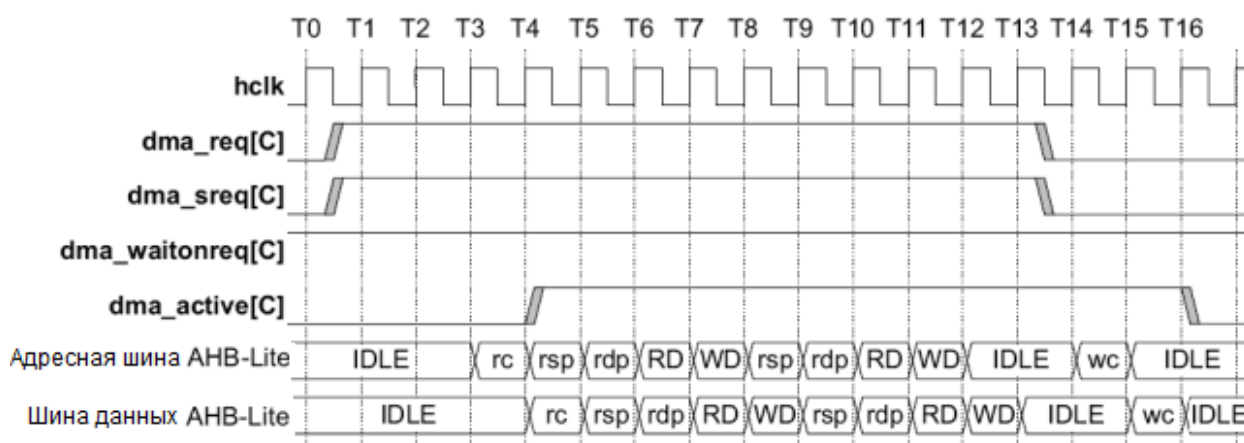 T0 T1 T2 T3 T4 T5 T6 T7 T8 T9 T10 T11 T12 T13 T14 T15 T16
hclk
dma_req[C]
dma_sreq[C]
dma_waitonreq[C]
dma_active[C]
Адресная шина AHB-Lite IDLE rc rsp rdp RD WD rsp rdp RD WD IDLE wc IDLE
Шина данных AHB-Lite IDLE rc rsp rdp RD WD rsp rdp RD WD IDLE wc IDLE